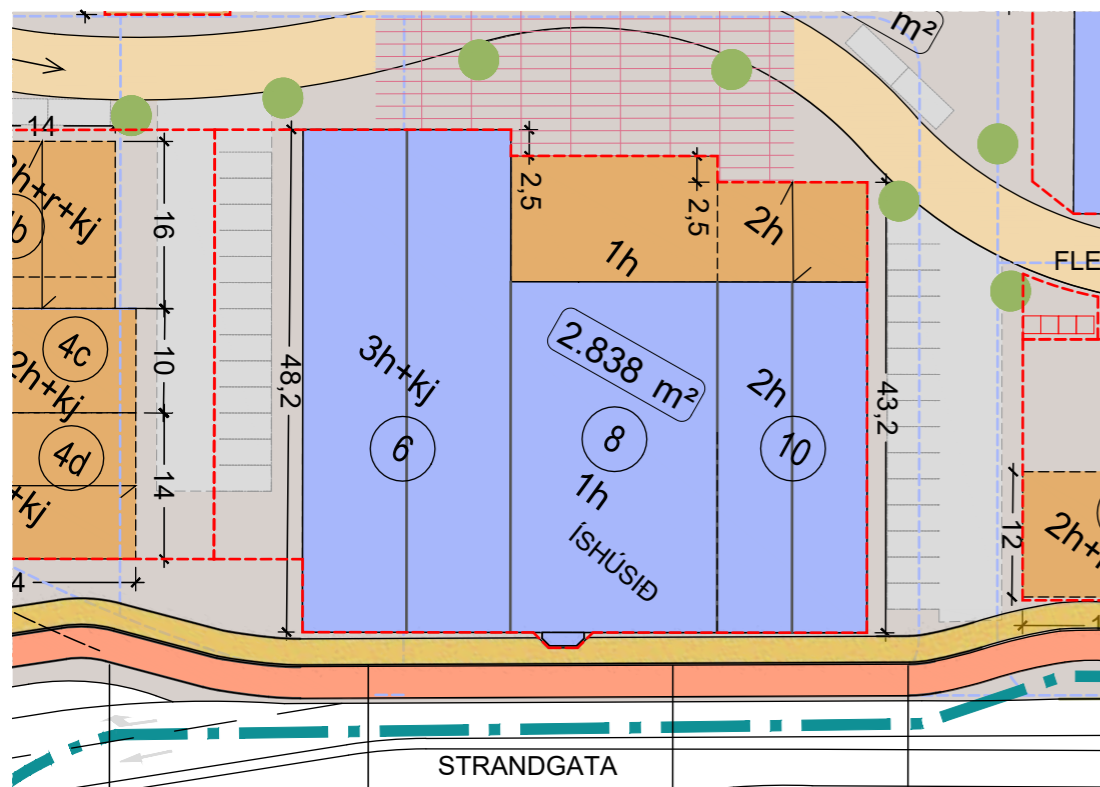 m²
14
h+r+kj
b
16
2,5
2,5
2h
1h
FLE
4c
2h+kj
10
48,2
3h+kj
2.838 m²
2h
43,2
6
8
10
4d
14
+kj
1h
ÍSHÚSIÐ
12
2h+
4
1
STRANDGATA